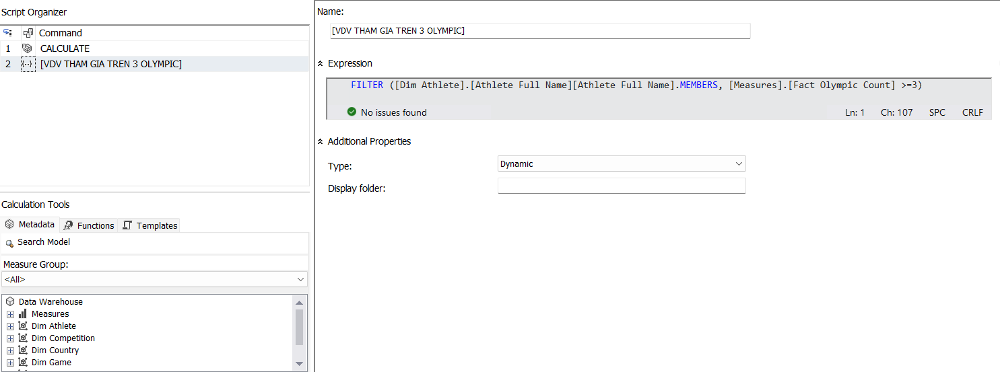 Script Organizer
Command
1 CALCULATE
2 [VDV THAM GIA TREN 3 OLYMPIC]
Calculation Tools
Metadata Functions Templates
Search Model
Measure Group:
<All>
Data Warehouse
Measures
Dim Athlete
Dim Competition
Dim Country
Dim Game
Name:
[VDV THAM GIA TREN 3 OLYMPIC]
Expression
FILTER ([Dim Athlete].[Athlete Full Name][Athlete Full Name].MEMBERS, [Measures].[Fact Olympic Count] >=3)
No issues found Ln: 1 Ch: 107 SPC CRLF
Additional Properties
Type: Dynamic
Display folder: